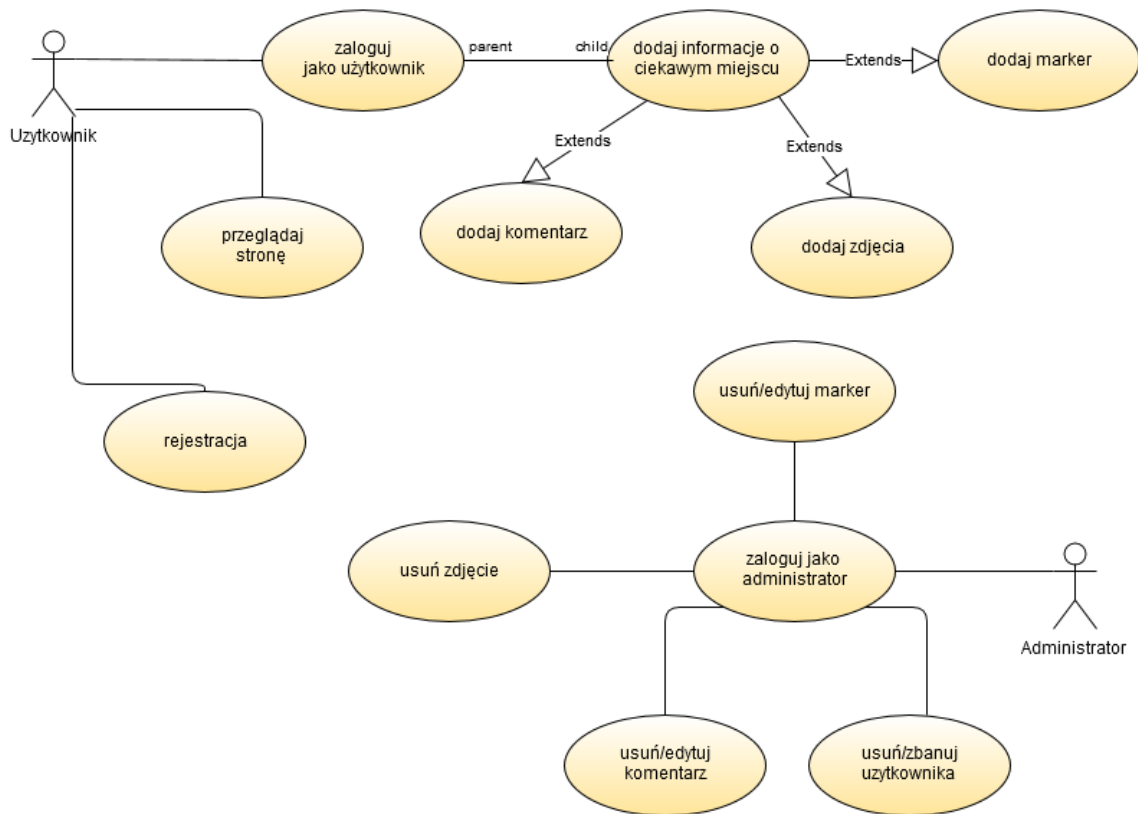 zaloguj
jako użytkownik
parent
child
dodaj informacje o
ciekawym miejscu
Extends
dodaj marker
Uzytkownik
Extends
Extends
przeglądaj
stronę
dodaj komentarz
dodaj zdjęcia
usuń/edytuj marker
rejestracja
usuń zdjęcie
zaloguj jako
administrator
Administrator
usuń/edytuj
komentarz
usuń/zbanuj
uzytkownika